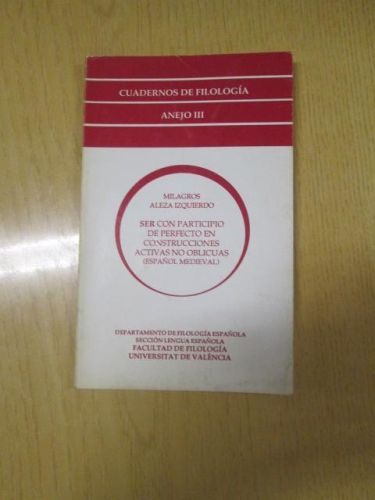 CUADERNOS DE FILOLOGÍA
ANEJO III
MILAGROS
ALEZA IZQUIERDO
SER CON PARTICIPIO
DE PERFECTO EN
CONSTRUCCIONES
ACTIVAS NO OBLICUAS
(ESPAÑOL MEDIEVAL)
DEPARTAMENTO DE FILOLOGÍA ESPAÑOLA
SECCIÓN LENGUA ESPAÑOLA
FACULTAD DE FILOLOGÍA
UNIVERSITAT DE VALÈNCIA